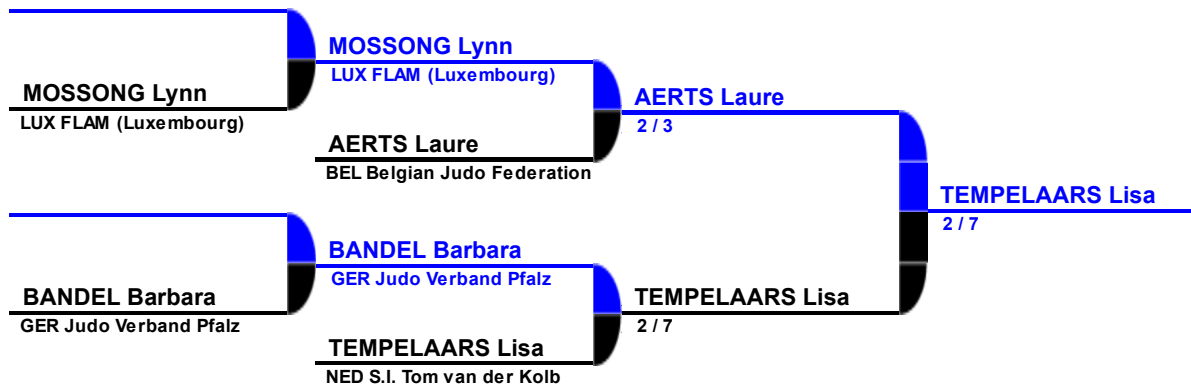 MOSSONG Lynn
LUX FLAM (Luxembourg)
MOSSONG Lynn
LUX FLAM (Luxembourg)
AERTS Laure
BEL Belgian Judo Federation
AERTS Laure
2 / 3
BANDEL Barbara
GER Judo Verband Pfalz
BANDEL Barbara
GER Judo Verband Pfalz
TEMPELAARS Lisa
NED S.I. Tom van der Kolb
TEMPELAARS Lisa
2 / 7
TEMPELAARS Lisa
2 / 7